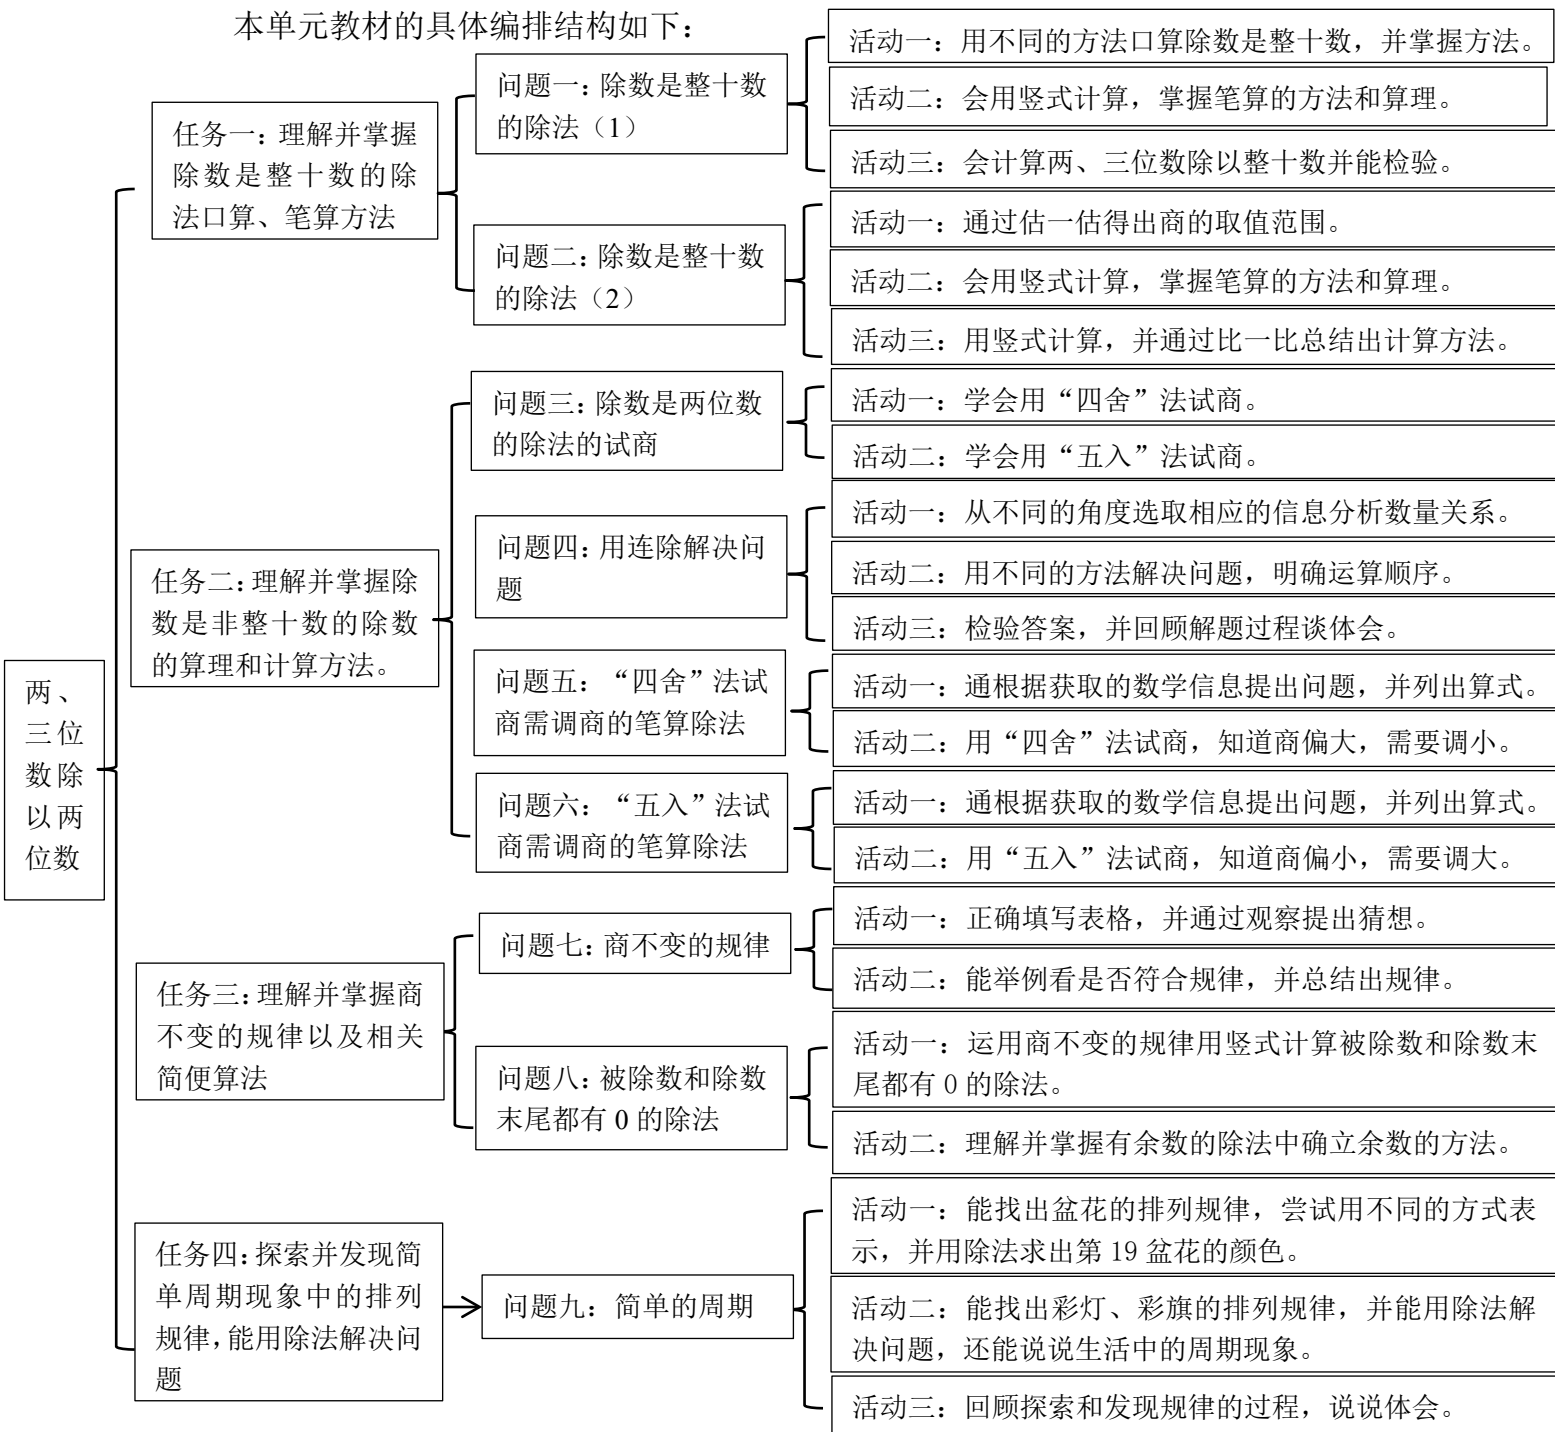 本单元教材的具体编排结构如下：
两、
三位
数除
以两
位数
任务一：理解并掌握
除数是整十数的除
法口算、笔算方法
问题一：除数是整十数
的除法（1）
活动一：用不同的方法口算除数是整十数，并掌握方法。
活动二：会用竖式计算，掌握笔算的方法和算理。
活动三：会计算两、三位数除以整十数并能检验。
问题二：除数是整十数
的除法（2）
活动一：通过估一估得出商的取值范围。
活动二：会用竖式计算，掌握笔算的方法和算理。
活动三：用竖式计算，并通过比一比总结出计算方法。
任务二：理解并掌握除
数是非整十数的除数
的算理和计算方法。
问题三：除数是两位数
的除法的试商
活动一：学会用“四舍”法试商。
活动二：学会用“五入”法试商。
问题四：用连除解决问
题
活动一：从不同的角度选取相应的信息分析数量关系。
活动二：用不同的方法解决问题，明确运算顺序。
活动三：检验答案，并回顾解题过程谈体会。
问题五：“四舍”法试
商需调商的笔算除法
活动一：通根据获取的数学信息提出问题，并列出算式。
活动二：用“四舍”法试商，知道商偏大，需要调小。
问题六：“五入”法试
商需调商的笔算除法
活动一：通根据获取的数学信息提出问题，并列出算式。
活动二：用“五入”法试商，知道商偏小，需要调大。
任务三：理解并掌握商
不变的规律以及相关
简便算法
问题七：商不变的规律
活动一：正确填写表格，并通过观察提出猜想。
活动二：能举例看是否符合规律，并总结出规律。
问题八：被除数和除数
末尾都有 0 的除法
活动一：运用商不变的规律用竖式计算被除数和除数末
尾都有 0 的除法。
活动二：理解并掌握有余数的除法中确立余数的方法。
任务四：探索并发现简
单周期现象中的排列
规律，能用除法解决问
题
问题九：简单的周期
活动一：能找出盆花的排列规律，尝试用不同的方式表
示，并用除法求出第 19 盆花的颜色。
活动二：能找出彩灯、彩旗的排列规律，并能用除法解
决问题，还能说说生活中的周期现象。
活动三：回顾探索和发现规律的过程，说说体会。